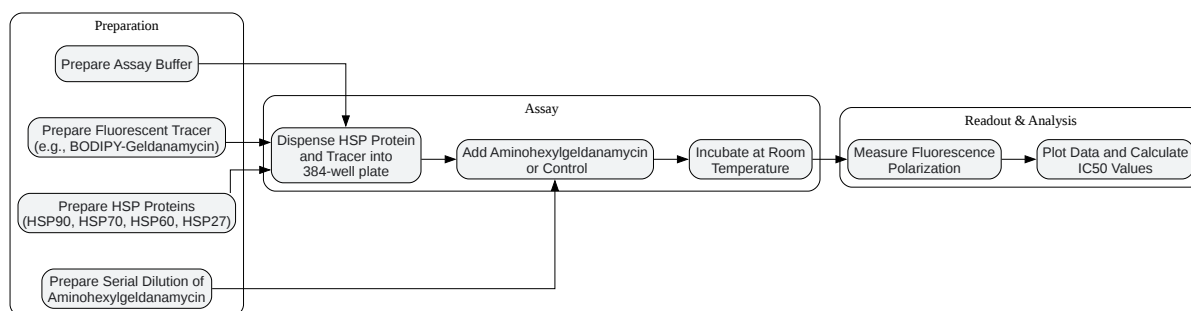 Preparation
Prepare Assay Buffer
Prepare Fluorescent Tracer
(e.g., BODIPY-Geldanamycin)
Prepare HSP Proteins
(HSP90, HSP70, HSP60, HSP27)
Prepare Serial Dilution of
Aminohexylgeldanamycin
Assay
Dispense HSP Protein
and Tracer into
384-well plate
Add Aminohexylgeldanamycin
or Control
Incubate at Room
Temperature
Readout & Analysis
Measure Fluorescence
Polarization
Plot Data and Calculate
IC50 Values